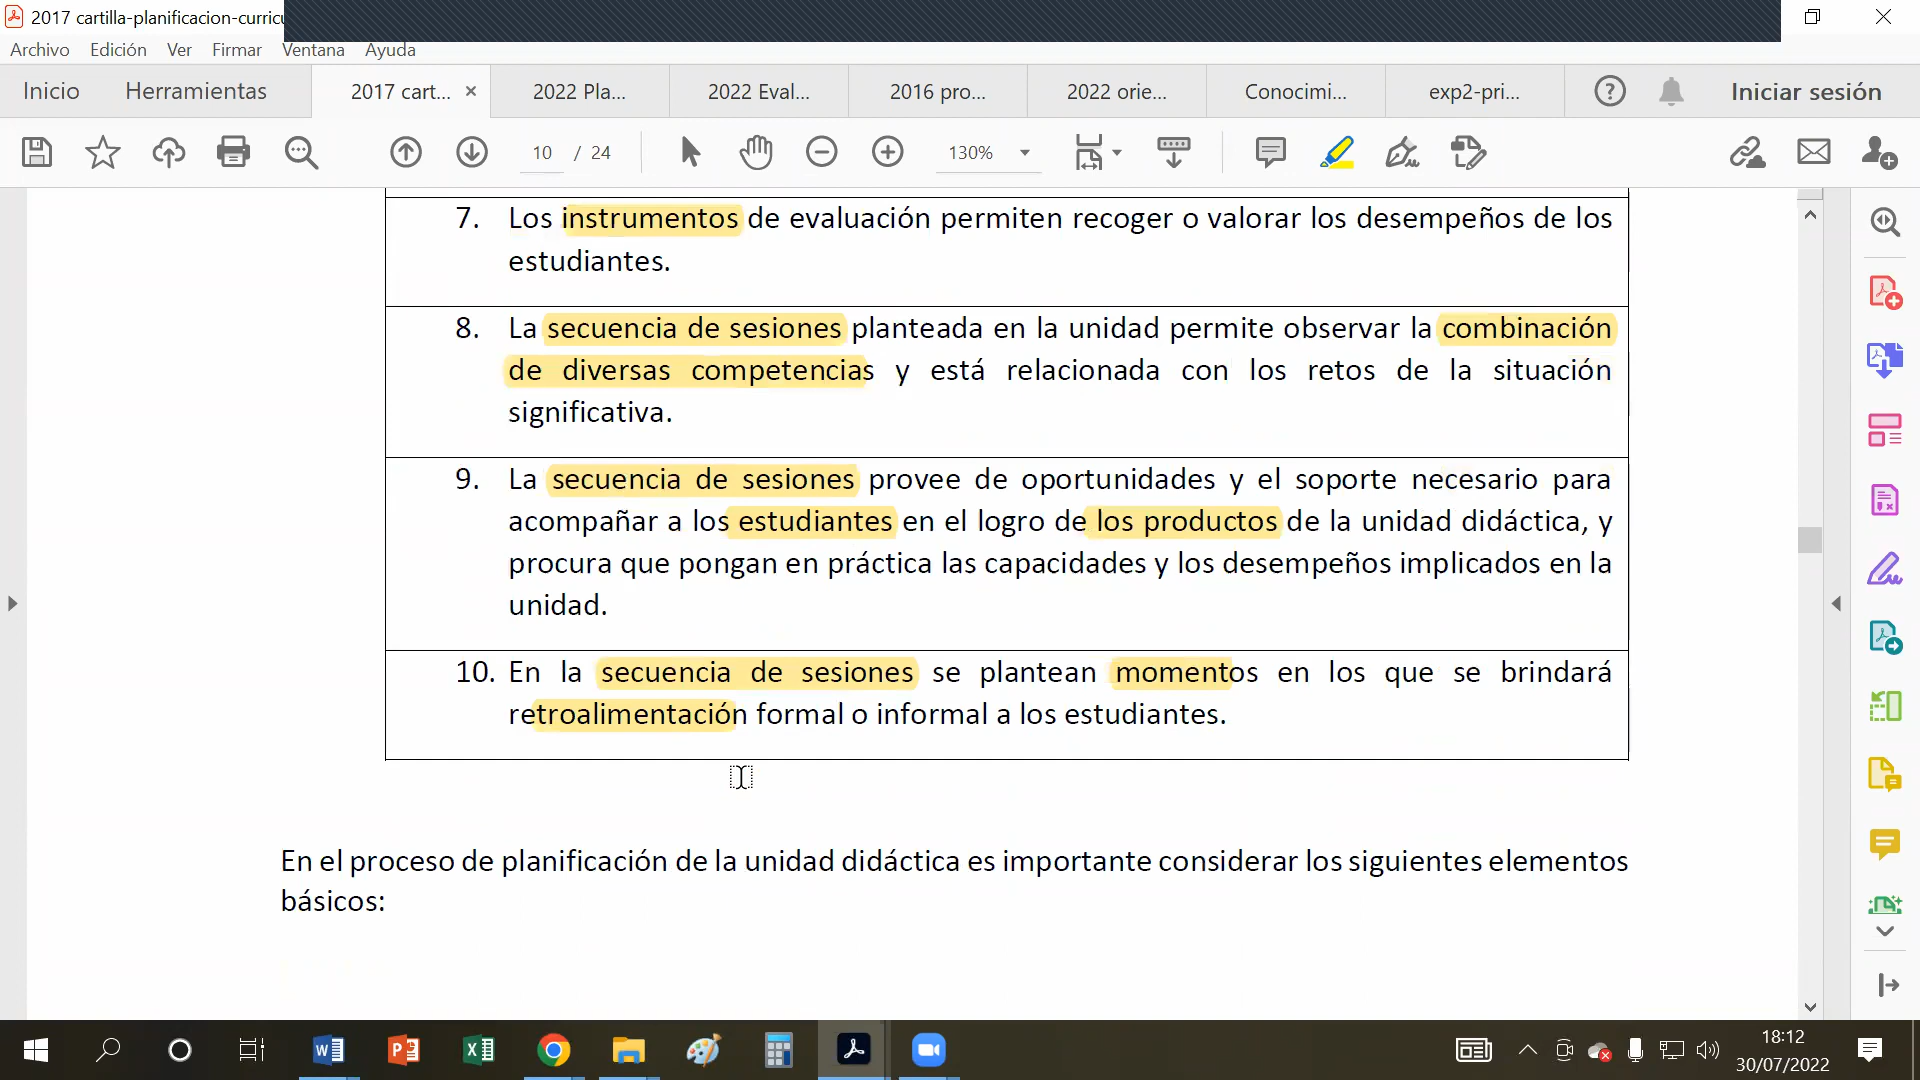 2017 cartilla-planificacion-curricu
Archivo Edición Ver Firmar Ventana Ayuda
Inicio Herramientas 2017 cart... 2022 Pla... 2022 Eval... 2016 pro... 2022 orie... Conocimi... exp2-pri... Iniciar sesión
10 / 24 130%
7. Los instrumentos de evaluación permiten recoger o valorar los desempeños de los
estudiantes.
8. La secuencia de sesiones planteada en la unidad permite observar la combinación
de diversas competencias y está relacionada con los retos de la situación
significativa.
9. La secuencia de sesiones provee de oportunidades y el soporte necesario para
acompañar a los estudiantes en el logro de los productos de la unidad didáctica, y
procura que pongan en práctica las capacidades y los desempeños implicados en la
unidad.
10. En la secuencia de sesiones se plantean momentos en los que se brindará
retroalimentación formal o informal a los estudiantes.
En el proceso de planificación de la unidad didáctica es importante considerar los siguientes elementos
básicos:
18:12
30/07/2022